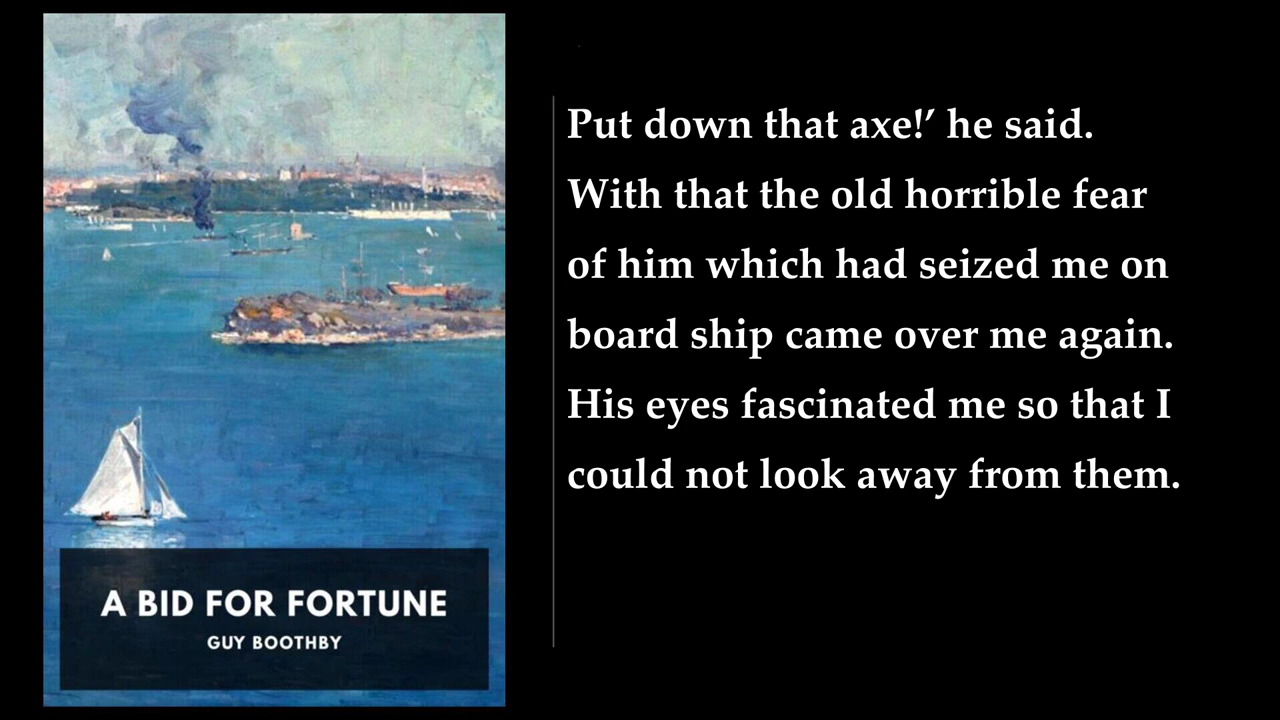 A BID FOR FORTUNE
GUY BOOTHBY
Put down that axe!’ he said.
With that the old horrible fear
of him which had seized me on
board ship came over me again.
His eyes fascinated me so that I
could not look away from them.